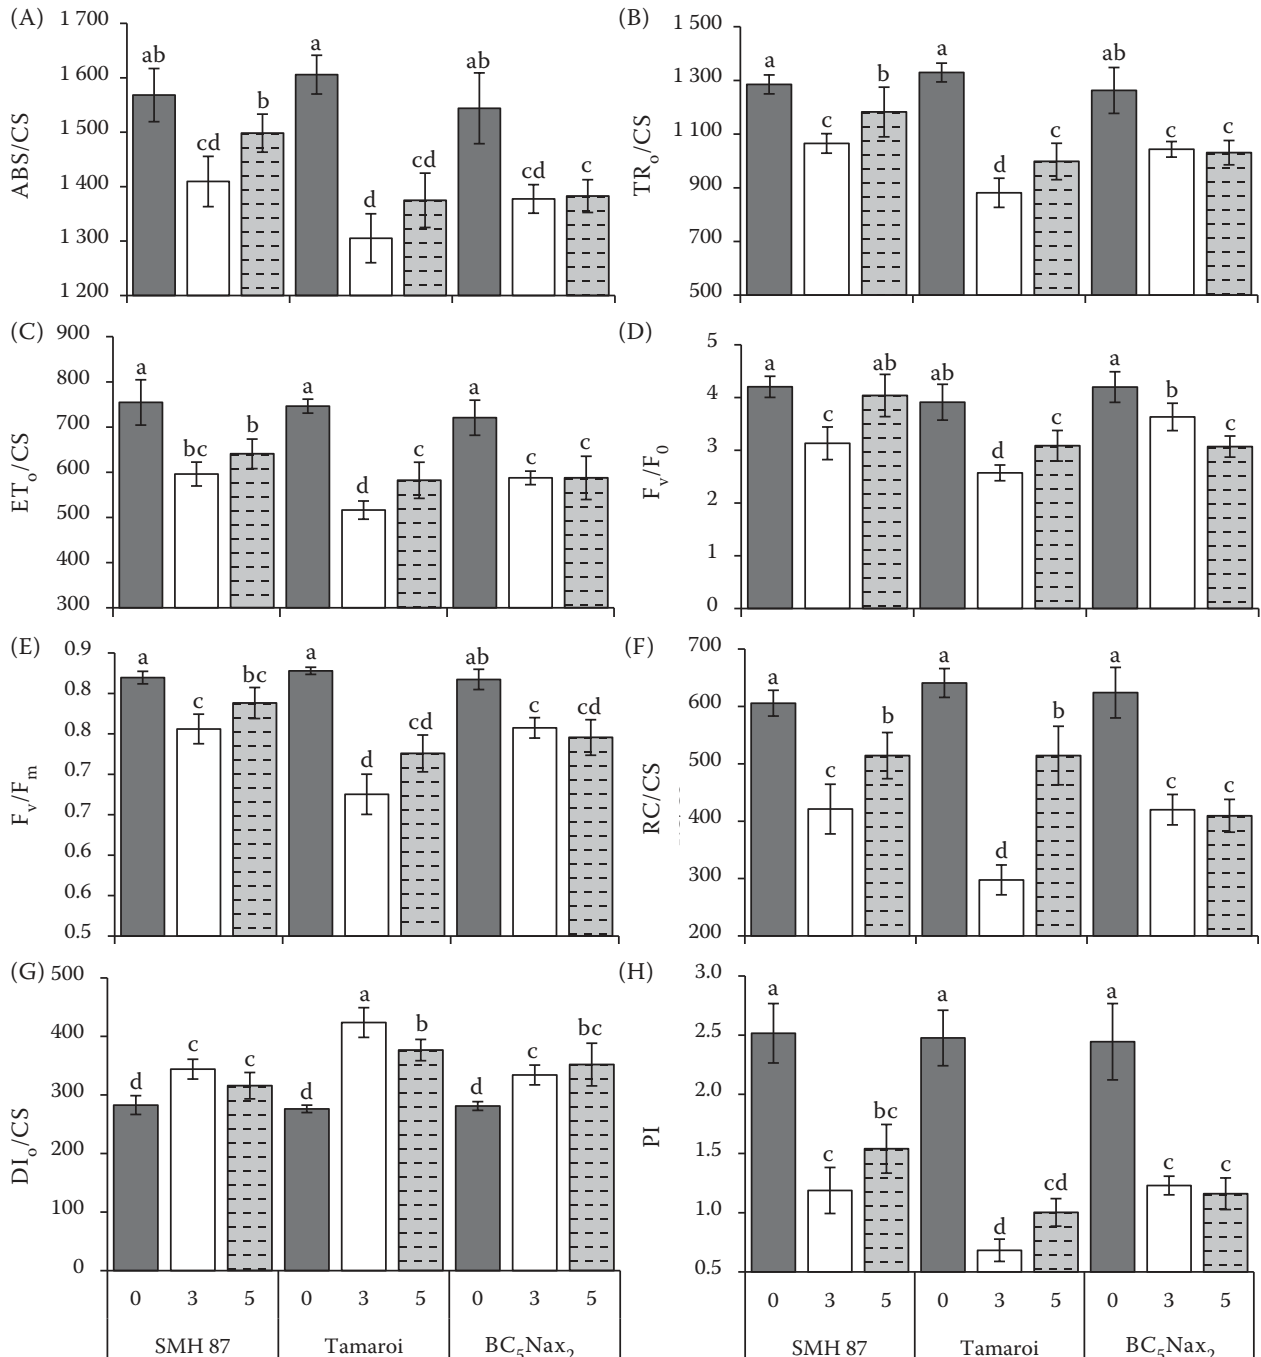 (A)
1 700
1 600
1 500
1 400
1 300
1 200
ABS/CS
ab
cd
b
a
d
cd
ab
cd
c
(B)
1 500
1 300
1 100
900
700
500
TRo/CS
a
c
b
a
d
c
ab
c
c
(C)
900
800
700
600
500
400
300
ETo/CS
a
bc
b
a
d
c
a
c
c
(D)
5
4
3
2
1
0
Fv/F0
a
c
ab
ab
d
c
a
b
c
(E)
0.9
0.8
0.8
0.7
0.7
0.6
0.6
0.5
Fv/Fm
a
c
bc
a
d
cd
ab
c
cd
(F)
700
600
500
400
300
200
RC/CS
a
c
b
a
d
b
a
c
c
(G)
500
400
300
200
100
0
DIo/CS
d
c
c
d
a
b
d
c
bc
0 3 5 0 3 5 0 3 5
SMH 87 Tamaroi BC5Nax2
(H)
3.0
2.5
2.0
1.5
1.0
0.5
PI
a
c
bc
a
d
cd
a
c
c
0 3 5 0 3 5 0 3 5
SMH 87 Tamaroi BC5Nax2